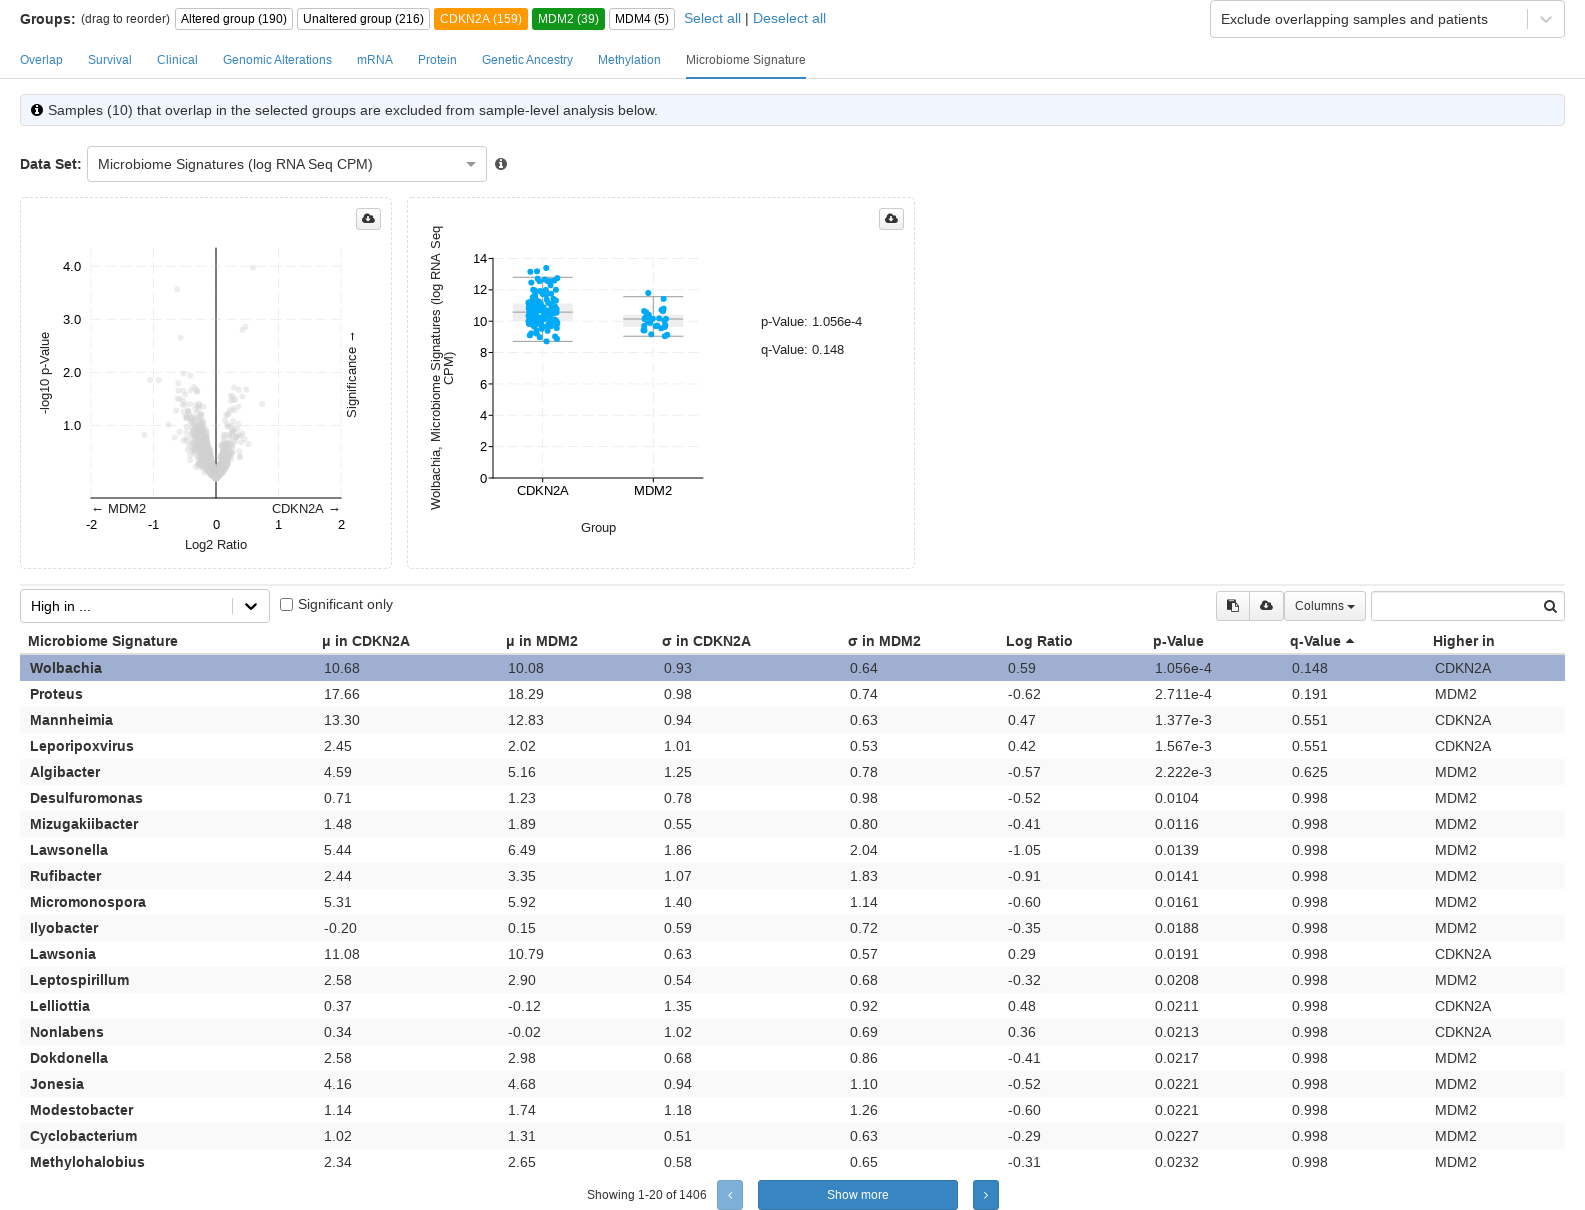 Groups: (drag to reorder) Altered group (190) Unaltered group (216) CDKN2A (159) MDM2 (39) MDM4 (5) Select all | Deselect all Exclude overlapping samples and patients
Overlap Survival Clinical Genomic Alterations mRNA Protein Genetic Ancestry Methylation Microbiome Signature
Samples (10) that overlap in the selected groups are excluded from sample-level analysis below.
Data Set: Microbiome Signatures (log RNA Seq CPM)
-log10 p-Value
4.0
3.0
2.0
1.0
Significance →
← MDM2 CDKN2A →
-2 -1 0 1 2
Log2 Ratio
Wolbachia, Microbiome Signatures (log RNA Seq
CPM)
14
12
10
8
6
4
2
0
CDKN2A MDM2
Group
p-Value: 1.056e-4
q-Value: 0.148
High in ... Significant only Columns
Microbiome Signature μ in CDKN2A μ in MDM2 σ in CDKN2A σ in MDM2 Log Ratio p-Value q-Value Higher in
Wolbachia 10.68 10.08 0.93 0.64 0.59 1.056e-4 0.148 CDKN2A
Proteus 17.66 18.29 0.98 0.74 -0.62 2.711e-4 0.191 MDM2
Mannheimia 13.30 12.83 0.94 0.63 0.47 1.377e-3 0.551 CDKN2A
Leporipoxvirus 2.45 2.02 1.01 0.53 0.42 1.567e-3 0.551 CDKN2A
Algibacter 4.59 5.16 1.25 0.78 -0.57 2.222e-3 0.625 MDM2
Desulfuromonas 0.71 1.23 0.78 0.98 -0.52 0.0104 0.998 MDM2
Mizugakiibacter 1.48 1.89 0.55 0.80 -0.41 0.0116 0.998 MDM2
Lawsonella 5.44 6.49 1.86 2.04 -1.05 0.0139 0.998 MDM2
Rufibacter 2.44 3.35 1.07 1.83 -0.91 0.0141 0.998 MDM2
Micromonospora 5.31 5.92 1.40 1.14 -0.60 0.0161 0.998 MDM2
Ilyobacter -0.20 0.15 0.59 0.72 -0.35 0.0188 0.998 MDM2
Lawsonia 11.08 10.79 0.63 0.57 0.29 0.0191 0.998 CDKN2A
Leptospirillum 2.58 2.90 0.54 0.68 -0.32 0.0208 0.998 MDM2
Lelliottia 0.37 -0.12 1.35 0.92 0.48 0.0211 0.998 CDKN2A
Nonlabens 0.34 -0.02 1.02 0.69 0.36 0.0213 0.998 CDKN2A
Dokdonella 2.58 2.98 0.68 0.86 -0.41 0.0217 0.998 MDM2
Jonesia 4.16 4.68 0.94 1.10 -0.52 0.0221 0.998 MDM2
Modestobacter 1.14 1.74 1.18 1.26 -0.60 0.0221 0.998 MDM2
Cyclobacterium 1.02 1.31 0.51 0.63 -0.29 0.0227 0.998 MDM2
Methylohalobius 2.34 2.65 0.58 0.65 -0.31 0.0232 0.998 MDM2
Showing 1-20 of 1406 ‹ Show more ›